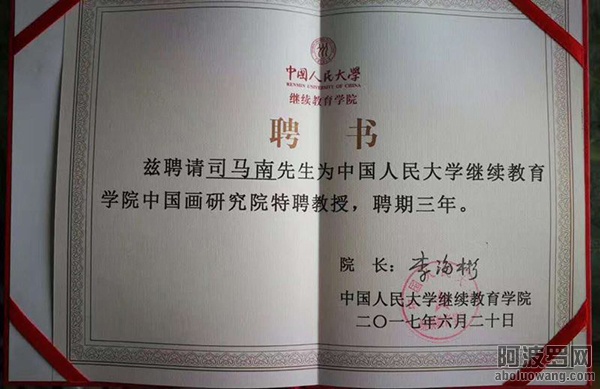 中国人民大学
RENMIN UNIVERSITY OF CHINA
继续教育学院
聘 书
兹聘请司马南先生为中国人民大学继续教育
学院中国画研究院特聘教授，聘期三年。
院 长：李海彬
中国人民大学继续教育学院
二〇一七年六月二十日
阿波罗网
aboluowang.com